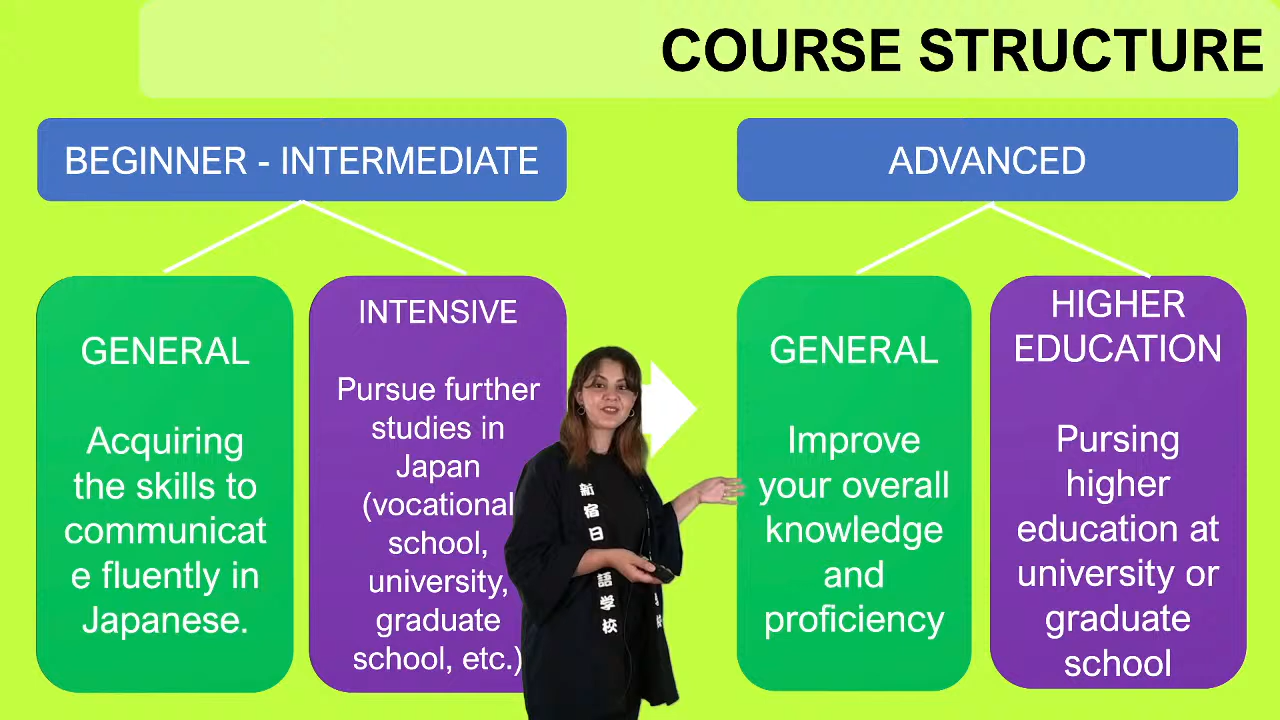 COURSE STRUCTURE
BEGINNER - INTERMEDIATE
GENERAL
Acquiring
the skills to
communicat
e fluently in
Japanese.
INTENSIVE
Pursue further
studies in
Japan
(vocational
school,
university,
graduate
school, etc.)
ADVANCED
GENERAL
Improve
your overall
knowledge
and
proficiency
HIGHER
EDUCATION
Pursing
higher
education at
university or
graduate
school
新宿日
語学校